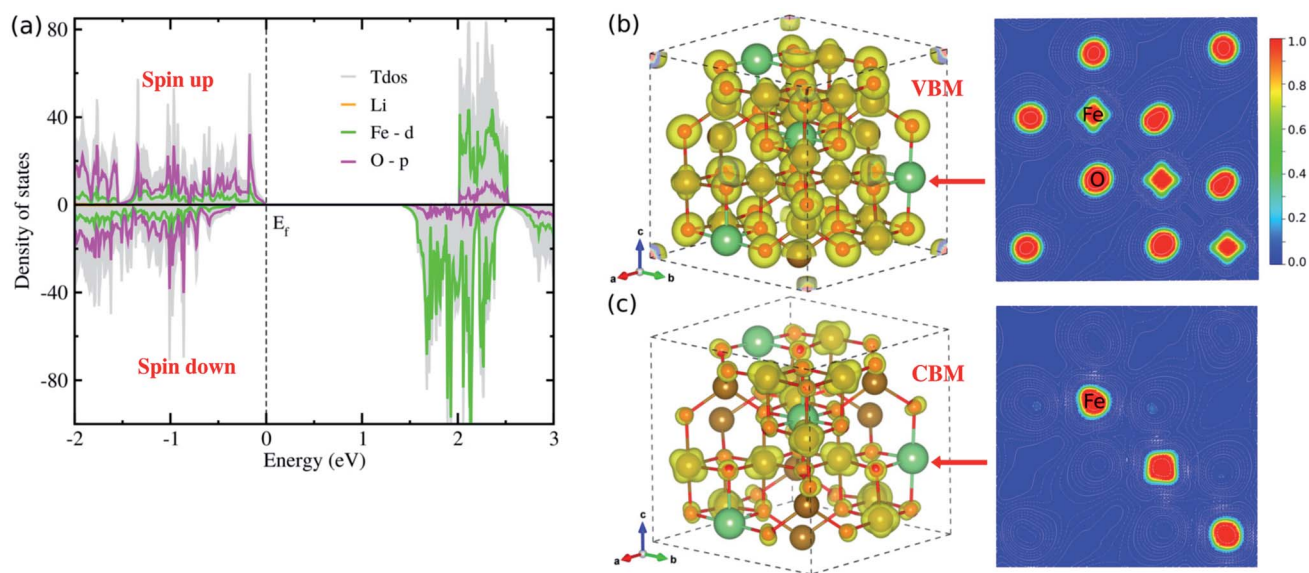 (a)
80
40
0
-40
-80
Density of states
Spin up
Spin down
Tdos
Li
Fe - d
O - p
E_f
-2
-1
0
1
2
3
Energy (eV)
(b)
VBM
c
a
b
Fe
O
1.0
0.8
0.6
0.4
0.2
0.0
(c)
CBM
c
a
b
Fe